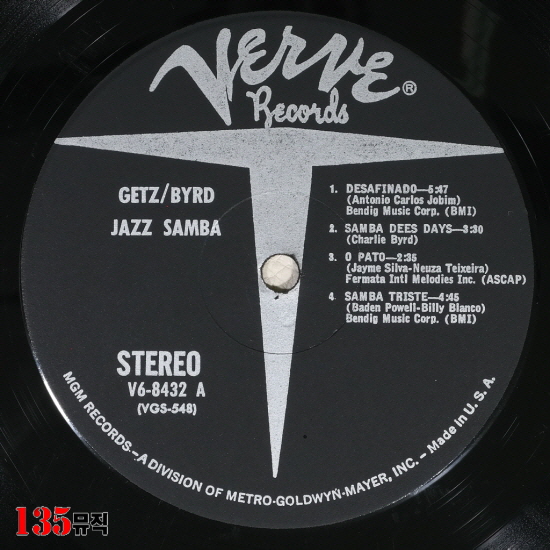 VERVE ®
Records
GETZ/BYRD
JAZZ SAMBA
1. DESAFINADO—5:47
(Antonio Carlos Jobim)
Bendig Music Corp. (BMI)
2. SAMBA DEES DAYS—3:30
(Charlie Byrd)
3. O PATO—2:35
(Jayme Silva-Neuza Teixeira)
Fermata Intl Melodies Inc. (ASCAP)
4 SAMBA TRISTE—4:45
(Baden Powell-Billy Blanco)
Bendig Music Corp. (BMI)
STEREO
V6-8432 A
(VGS-548)
MGM RECORDS—A DIVISION OF METRO-GOLDWYN-MAYER, INC. – Made in U. S. A.
135뮤직